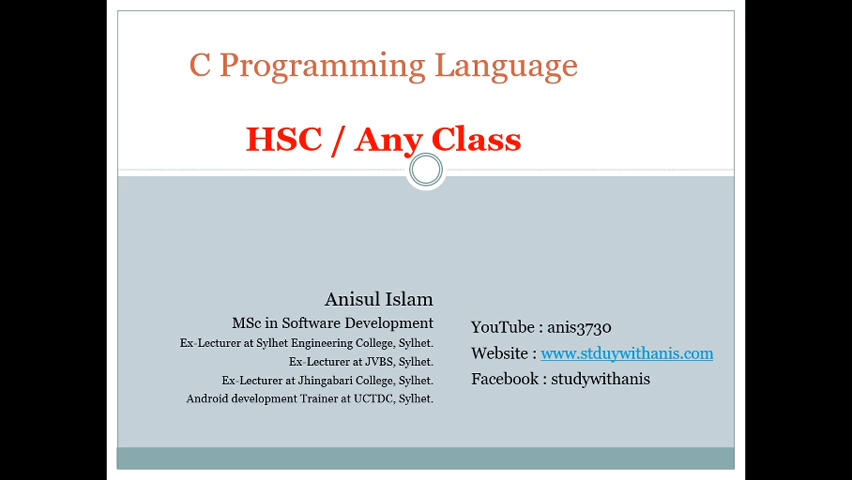 C Programming Language
HSC / Any Class
Anisul Islam
MSc in Software Development
Ex-Lecturer at Sylhet Engineering College, Sylhet.
Ex-Lecturer at JVBS, Sylhet.
Ex-Lecturer at Jhingabari College, Sylhet.
Android development Trainer at UCTDC, Sylhet.
YouTube : anis3730
Website : www.stduywithanis.com
Facebook : studywithanis